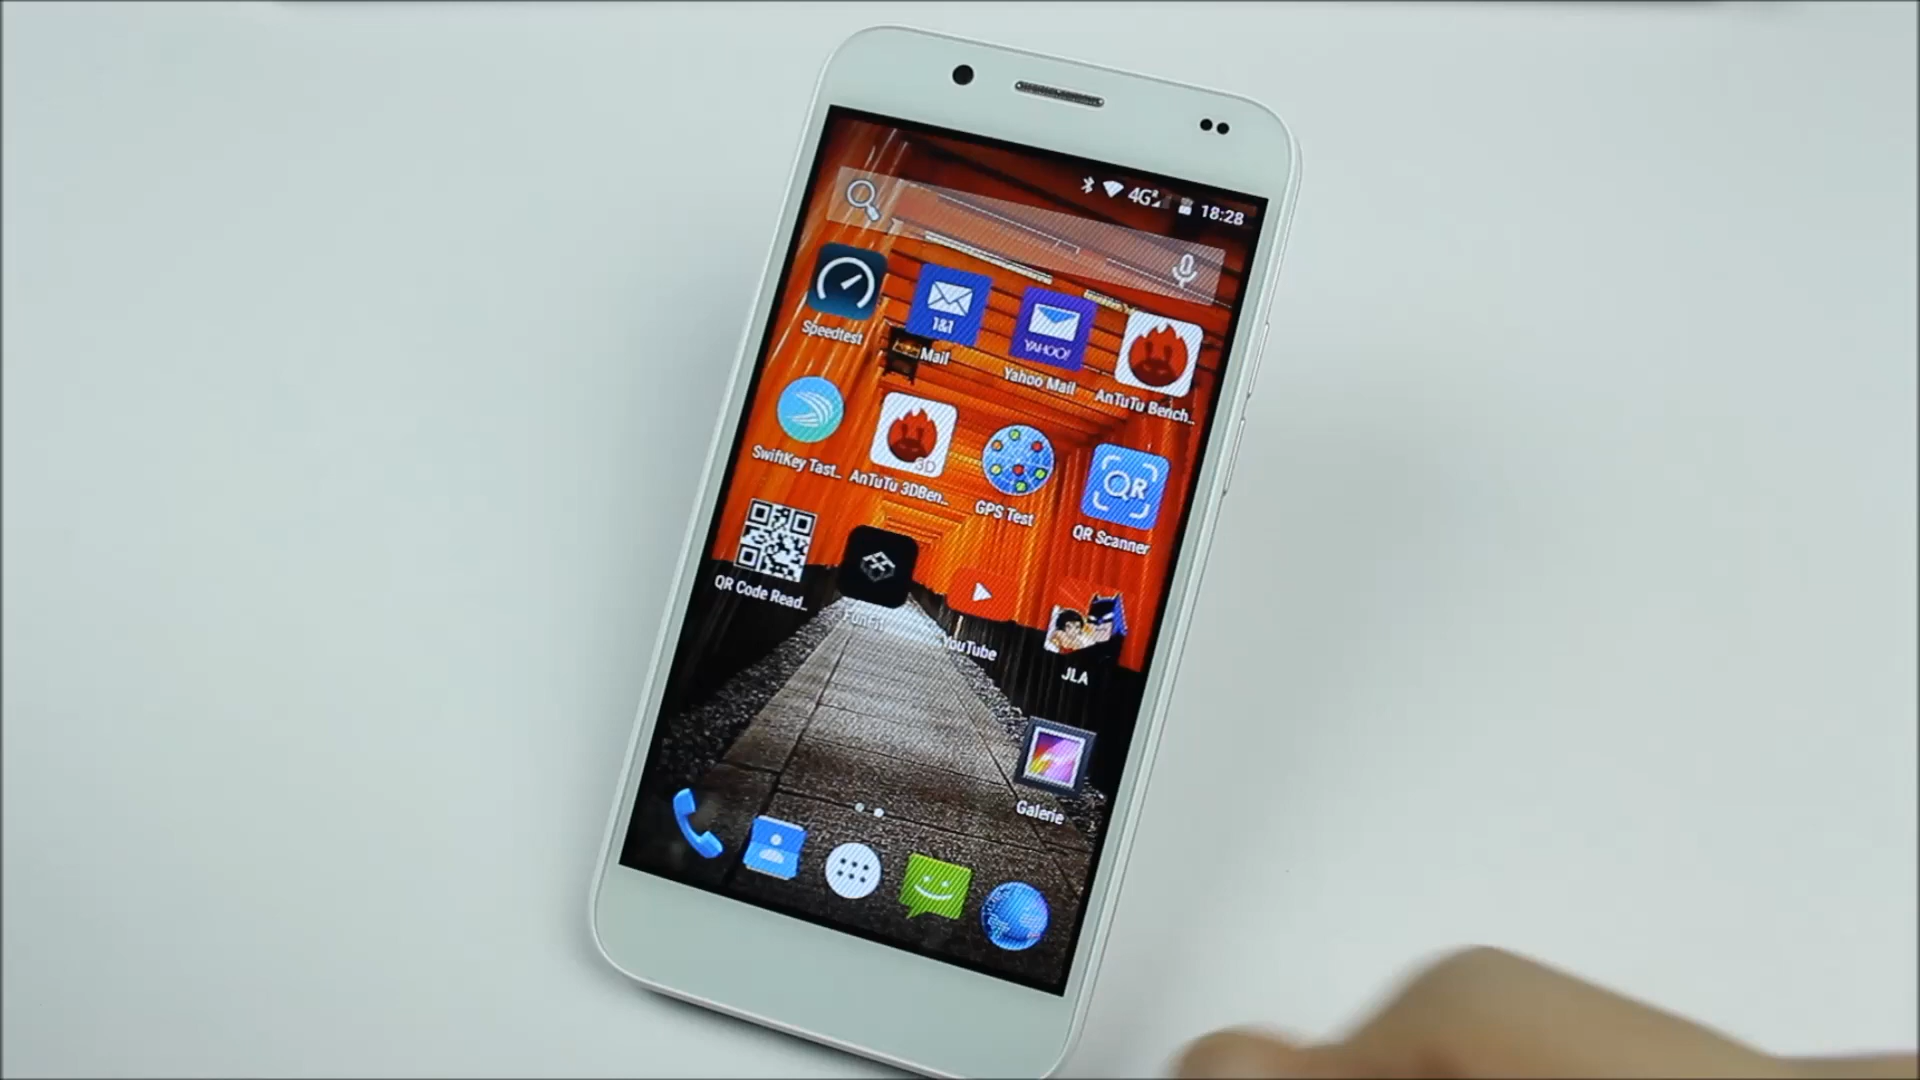 4G 18:28
Speedtest
1&1
Mail
YAHOO!
Yahoo Mail
AnTuTu Bench..
SwiftKey Tast..
3D
AnTuTu 3DBen..
GPS Test
QR
QR Scanner
QR Code Read..
FunFit
YouTube
JLA
Galerie